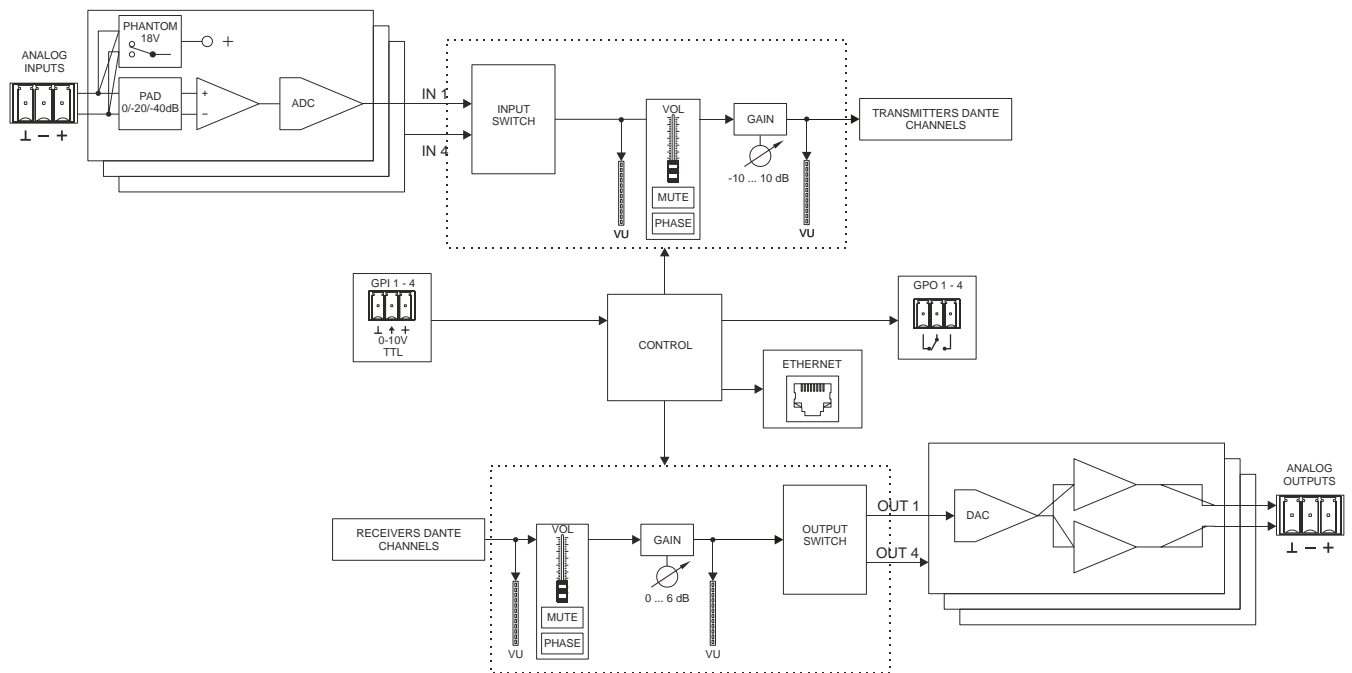 PHANTOM
18V
+
ANALOG
INPUTS
PAD
0/-20/-40dB
+
−
ADC
⊥ − +
IN 1
IN 4
INPUT
SWITCH
VOL
MUTE
PHASE
GAIN
-10 ... 10 dB
VU
VU
TRANSMITTERS DANTE
CHANNELS
GPI 1 - 4
⊥ ↑ +
0-10V
TTL
CONTROL
GPO 1 - 4
ETHERNET
RECEIVERS DANTE
CHANNELS
VOL
MUTE
PHASE
GAIN
0 ... 6 dB
VU
VU
OUTPUT
SWITCH
OUT 1
OUT 4
DAC
ANALOG
OUTPUTS
⊥ − +